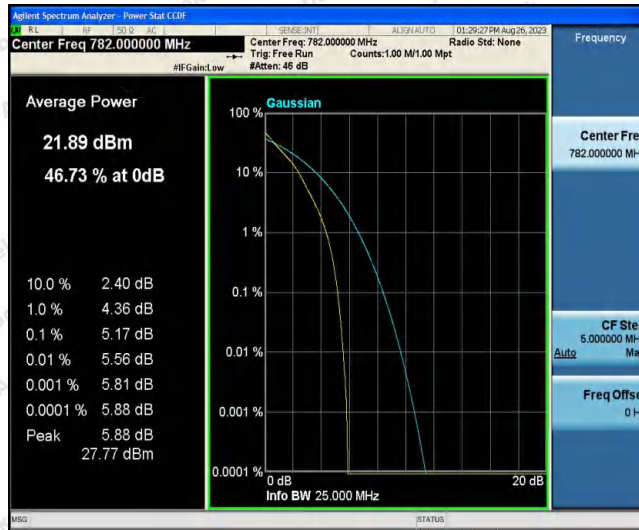 Agilent Spectrum Analyzer - Power Stat CCDF
RL RF 50 Ω AC SENSE:INT ALIGN AUTO 01:29:27 PM Aug 26, 2023
Center Freq 782.000000 MHz
Center Freq: 782.000000 MHz Radio Std: None
Trig: Free Run Counts:1.00 M/1.00 Mpt
#IFGain:Low #Atten: 46 dB
Frequency
Average Power
21.89 dBm
46.73 % at 0dB
10.0 % 2.40 dB
1.0 % 4.36 dB
0.1 % 5.17 dB
0.01 % 5.56 dB
0.001 % 5.81 dB
0.0001 % 5.88 dB
Peak 5.88 dB
27.77 dBm
Gaussian
100 %
10 %
1 %
0.1 %
0.01 %
0.001 %
0.0001 %
0 dB 20 dB
Info BW 25.000 MHz
Center Fre
782.000000 MH
CF Ste
5.000000 MH
Auto Ma
Freq Offse
0 H
MSG STATUS